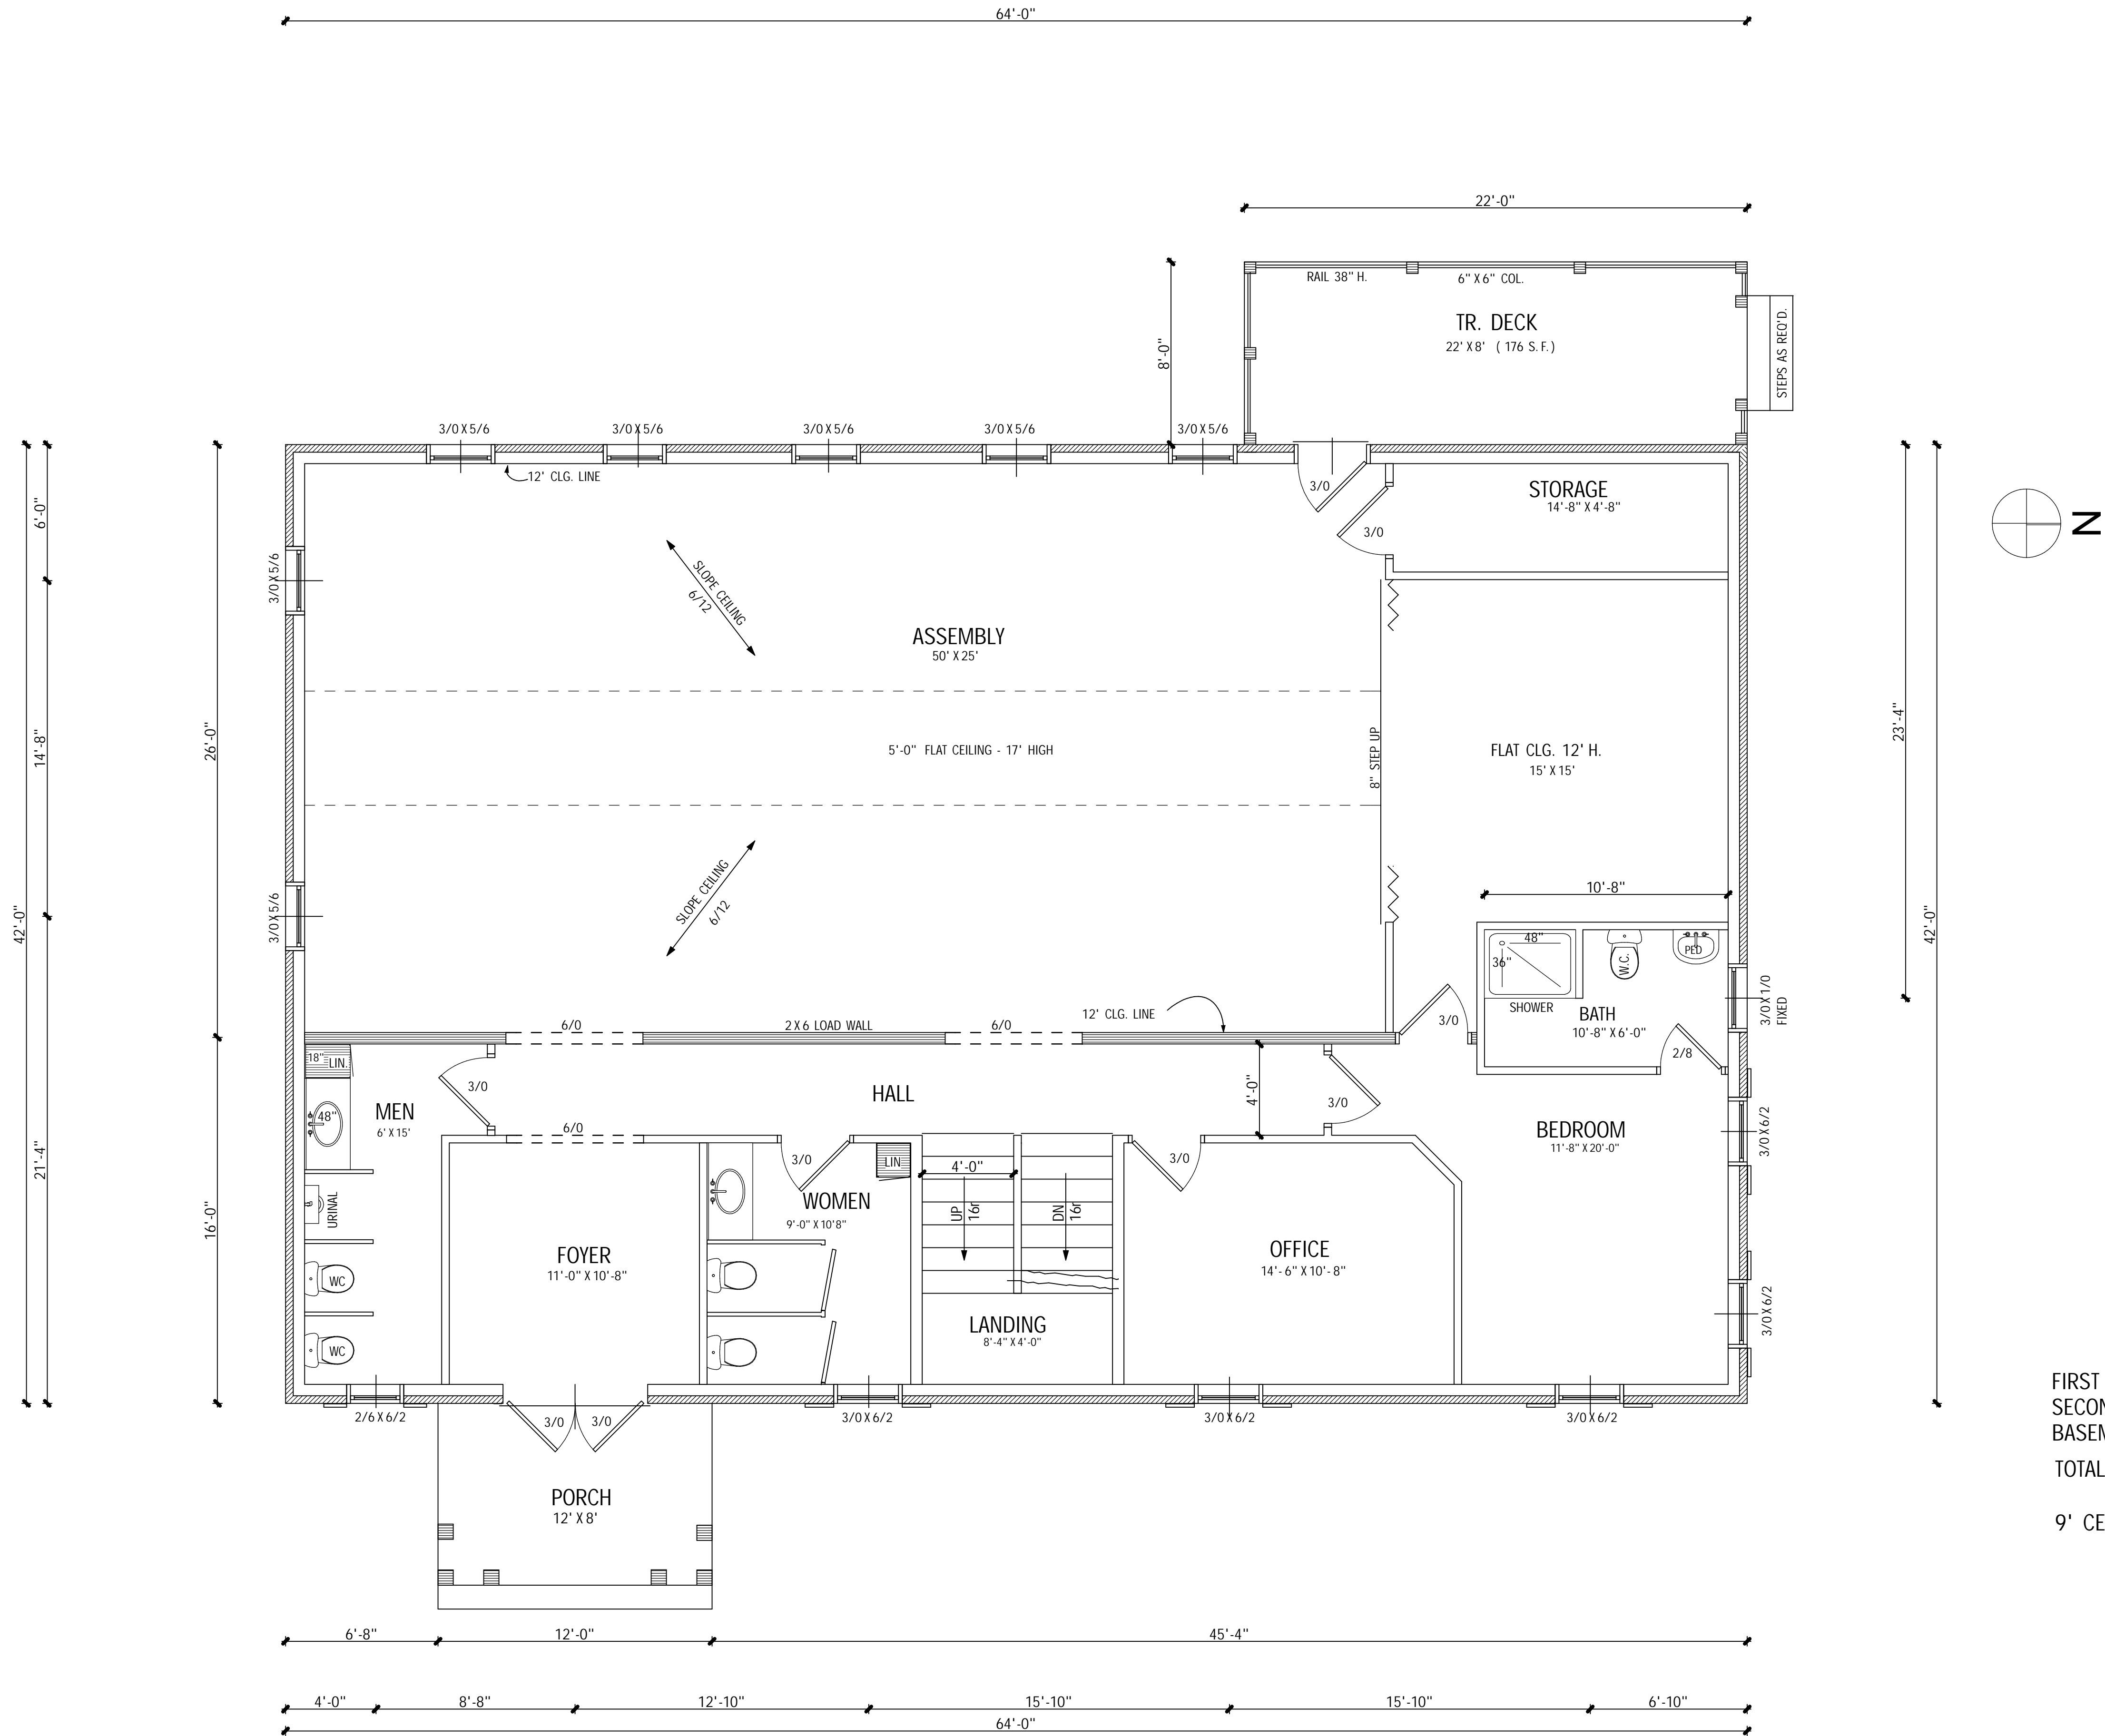 64'-0"
22'-0"
RAIL 38" H.
6" X 6" COL.
TR. DECK
22' X 8' ( 176 S.F.)
STEPS AS REQ'D.
8'-0"
3/0 X 5/6
3/0 X 5/6
3/0 X 5/6
3/0 X 5/6
3/0 X 5/6
12' CLG. LINE
3/0
3/0
STORAGE
14'-8" X 4'-8"
N
6'-0"
3/0 X 5/6
SLOPE CEILING
6/12
ASSEMBLY
50' X 25'
42'-0"
14'-8"
26'-0"
5'-0" FLAT CEILING - 17' HIGH
8" STEP UP
FLAT CLG. 12' H.
15' X 15'
23'-4"
42'-0"
3/0 X 5/6
SLOPE CEILING
6/12
10'-8"
48"
36"
W.C.
PED
SHOWER
BATH
10'-8" X 6'-0"
3/0 X 1/0
FIXED
6/0
2 X 6 LOAD WALL
6/0
12' CLG. LINE
3/0
2/8
18"
LIN.
48"
MEN
6' X 15'
3/0
HALL
4'-0"
3/0
6/0
BEDROOM
11'-8" X 20'-0"
3/0 X 6/2
21'-4"
16'-0"
URINAL
WC
WC
3/0
LIN
WOMEN
9'-0" X 10'8"
4'-0"
UP
16r
DN
16r
3/0
FOYER
11'-0" X 10'-8"
OFFICE
14'- 6" X 10'- 8"
LANDING
8'-4" X 4'-0"
3/0 X 6/2
2/6 X 6/2
3/0
3/0
3/0 X 6/2
3/0 X 6/2
3/0 X 6/2
PORCH
12' X 8'
FIRST
SECON
BASEM
TOTAL
9' CE
6'-8"
12'-0"
45'-4"
4'-0"
8'-8"
12'-10"
15'-10"
15'-10"
6'-10"
64'-0"